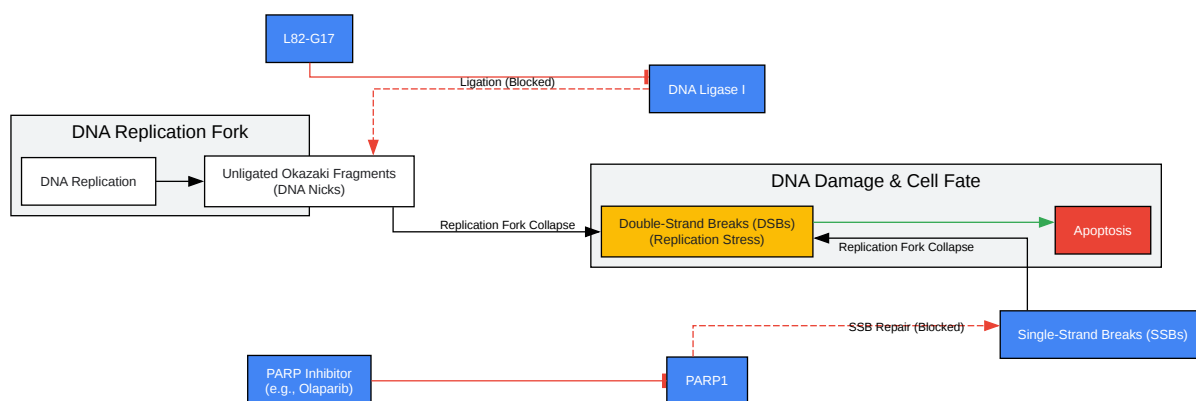 L82-G17
Ligation (Blocked)
DNA Ligase I
DNA Replication Fork
DNA Replication
Unligated Okazaki Fragments
(DNA Nicks)
Replication Fork Collapse
DNA Damage & Cell Fate
Double-Strand Breaks (DSBs)
(Replication Stress)
Apoptosis
Replication Fork Collapse
SSB Repair (Blocked)
Single-Strand Breaks (SSBs)
PARP Inhibitor
(e.g., Olaparib)
PARP1